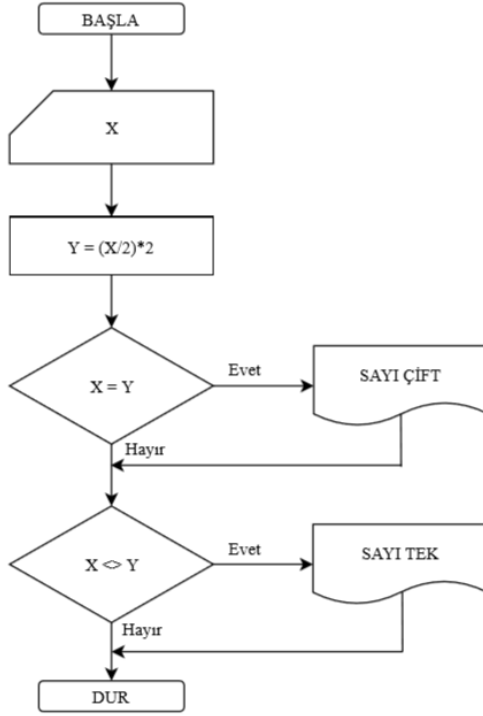 BAŞLA
X
Y = (X/2)*2
X = Y
Evet
SAYI ÇİFT
Hayır
X <> Y
Evet
SAYI TEK
Hayır
DUR